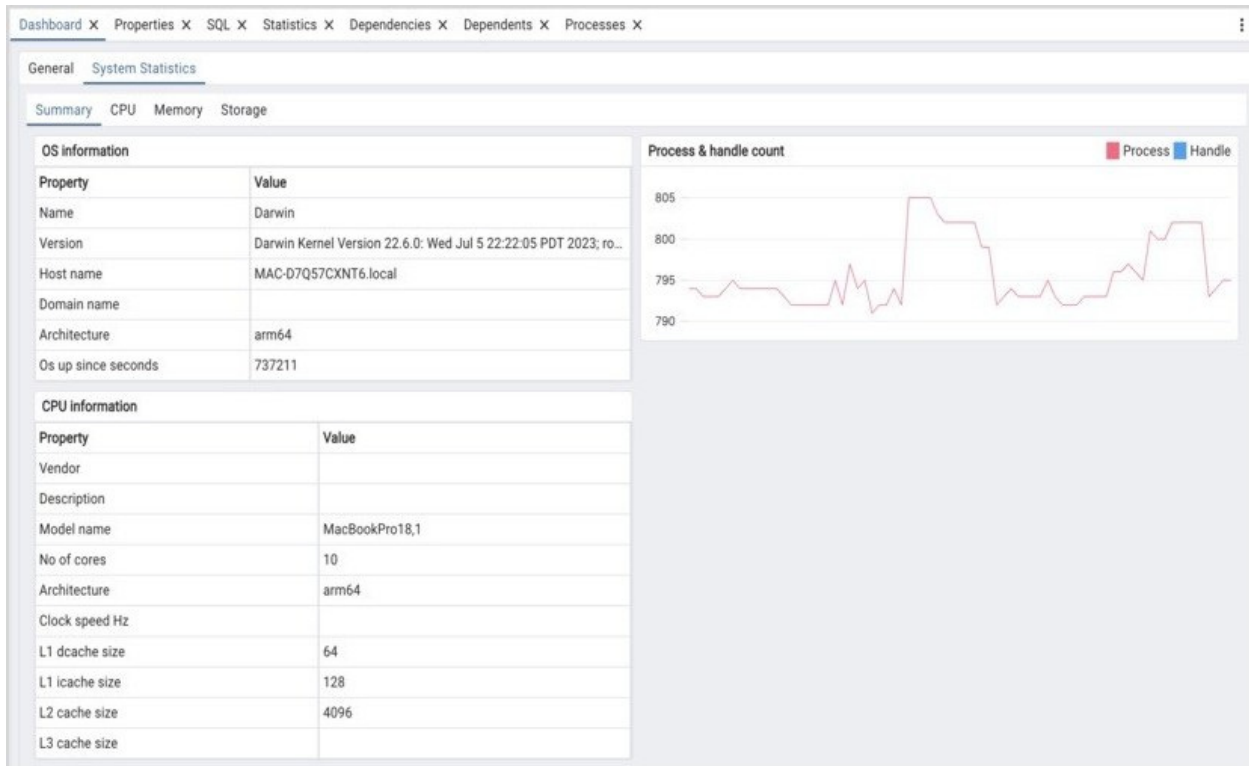 Dashboard X Properties X SQL X Statistics X Dependencies X Dependents X Processes X
General System Statistics
Summary CPU Memory Storage
OS information
Property Value
Name Darwin
Version Darwin Kernel Version 22.6.0: Wed Jul 5 22:22:05 PDT 2023; ro...
Host name MAC-D7Q57CXNT6.local
Domain name
Architecture arm64
Os up since seconds 737211
CPU information
Property Value
Vendor
Description
Model name MacBookPro18,1
No of cores 10
Architecture arm64
Clock speed Hz
L1 dcache size 64
L1 icache size 128
L2 cache size 4096
L3 cache size
Process & handle count Process Handle
805
800
795
790